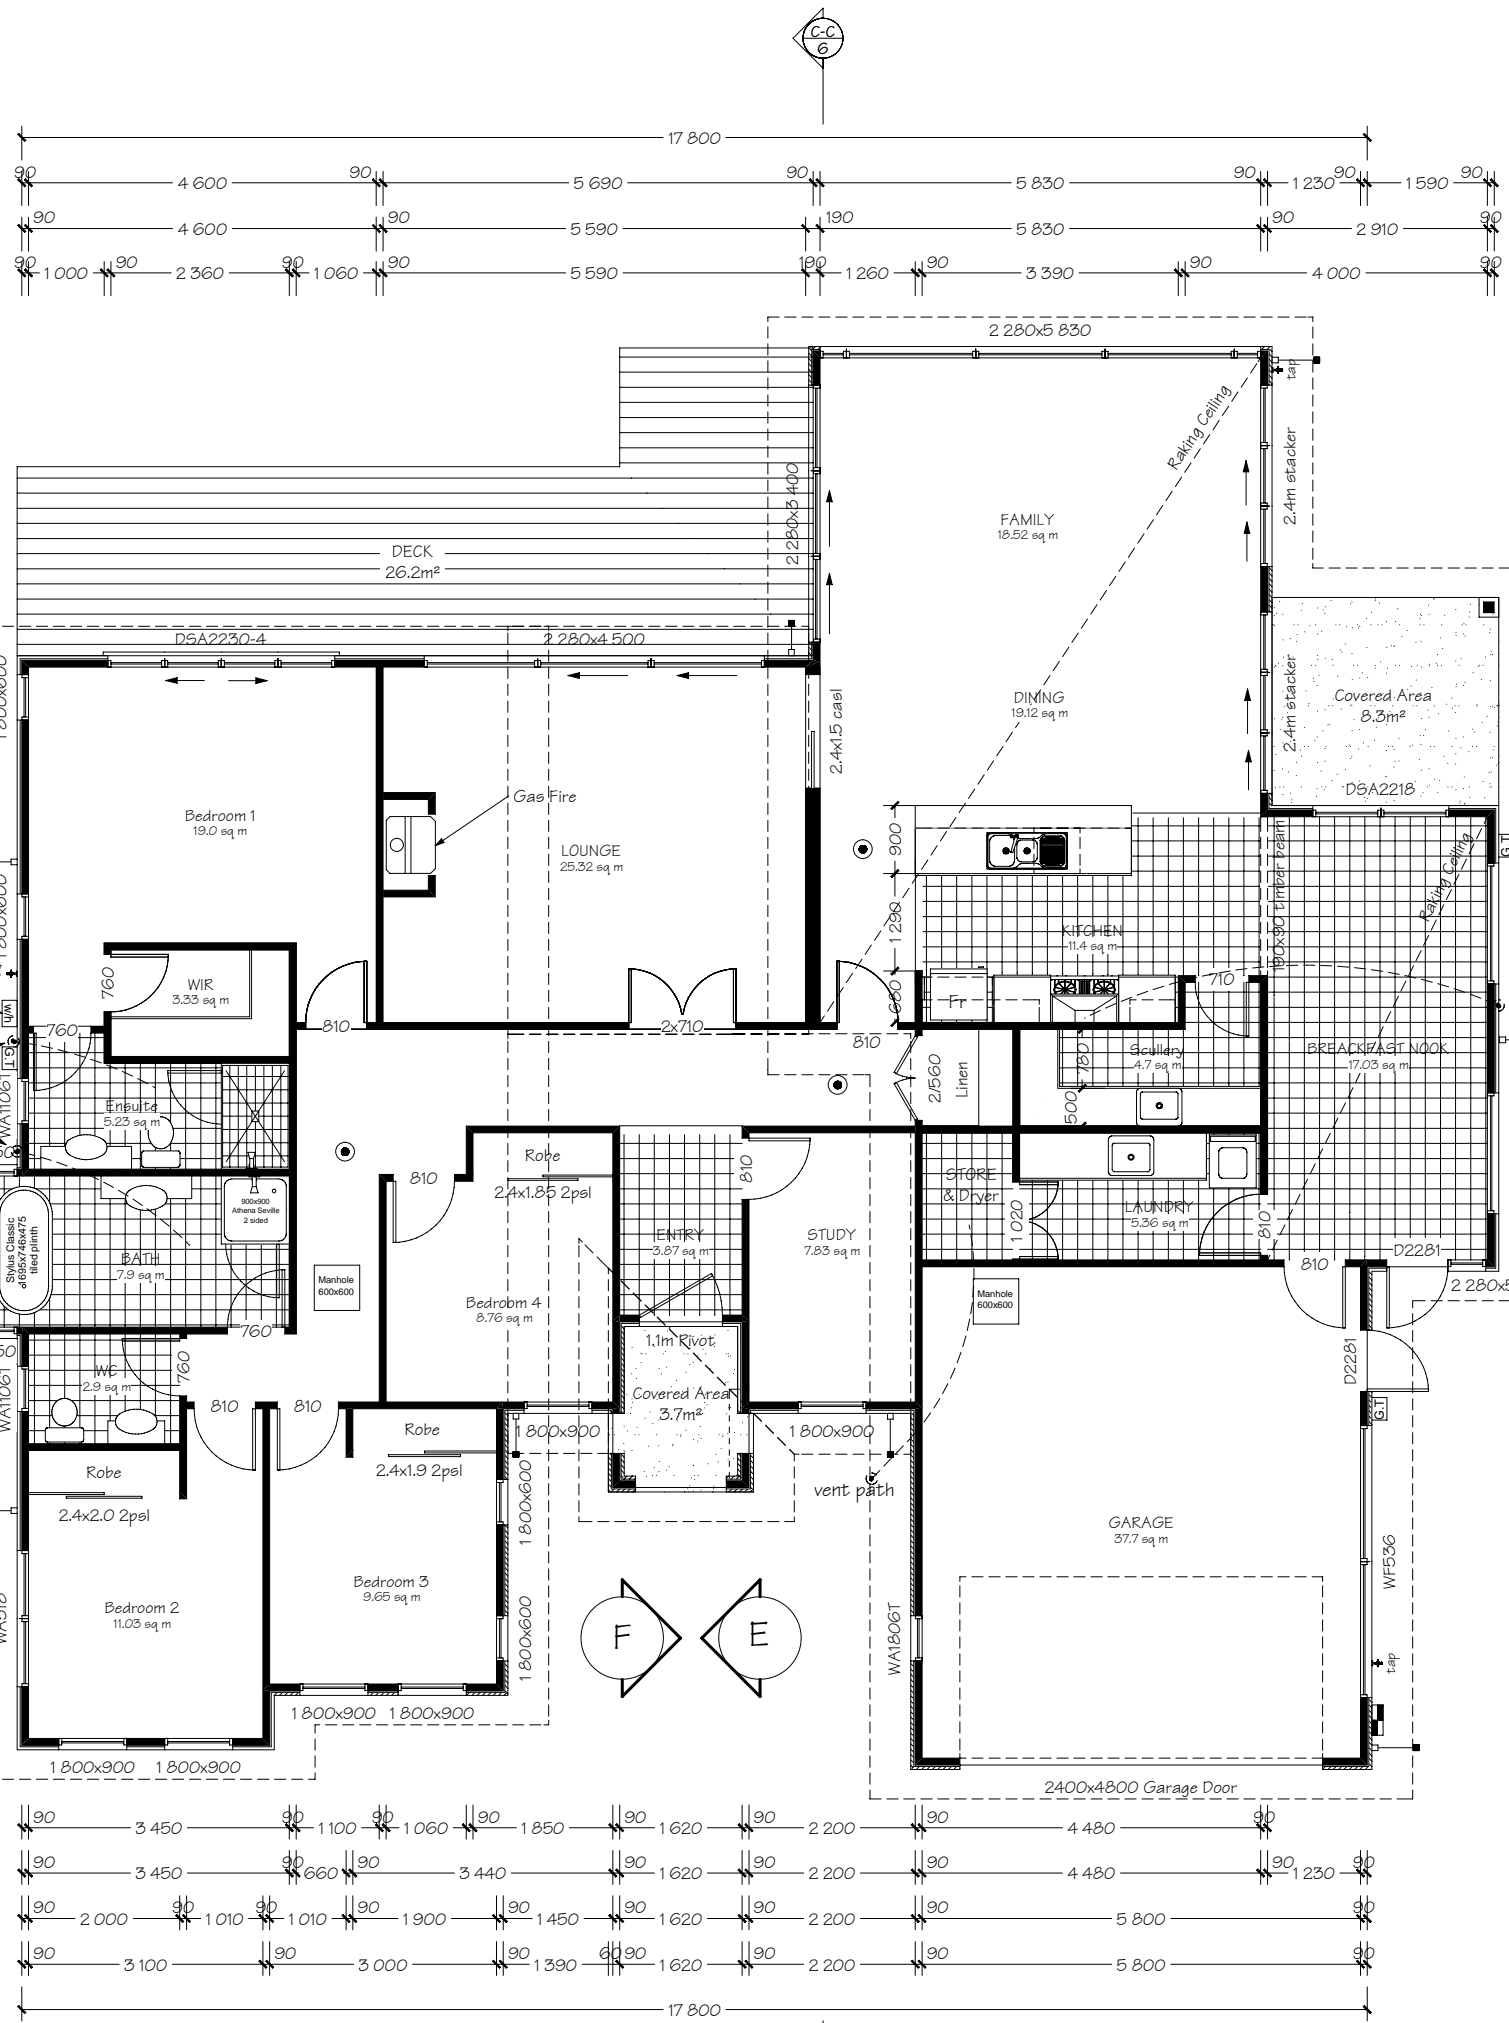 C-C
6
17 800
90 4 600 90 5 690 90 5 830 90 1 230 90 1 590 90
90 4 600 90 5 590 190 5 830 90 2 910 90
90 1 000 90 2 360 90 1 060 90 5 590 190 1 260 90 3 390 90 4 000 90
2 280x5 830
tap
Raking Ceiling
2.4m stacker
2 280x3 400
FAMILY
18.52 sq m
DECK
26.2m²
DSA2230-4
2 280x4 500
2.4x1.5 casl
DINING
19.12 sq m
2.4m stacker
Covered Area
8.3m²
DSA2218
Gas Fire
Bedroom 1
19.0 sq m
LOUNGE
25.32 sq m
900
1 290
680
190x90 timber beam
Raking Ceiling
G.T
KITCHEN
11.4 sq m
Fr
710
760
WIR
3.33 sq m
w/h
G.T
760
810
2x710
810
2/560
Linen
780
500
Scullery
4.7 sq m
BREACKFAST NOOK
17.03 sq m
WA1106T
Ensuite
5.23 sq m
Robe
2.4x1.85 2psl
810
810
STORE
& Dryer
1 020
LAUNDRY
5.36 sq m
810
900x900
Athena Seville
2 sided
Stylus Classic
1695x746x475
tiled plinth
BATH
7.9 sq m
ENTRY
3.87 sq m
STUDY
7.83 sq m
D2281
810
2 280x5
Manhole
600x600
Manhole
600x600
Bedroom 4
8.76 sq m
760
1.1m Pivot
D2281
WC
2.9 sq m
760
WA1106T
Covered Area
3.7m²
G.T
810
810
Robe
2.4x1.9 2psl
1 800x900
1 800x900
vent path
Robe
2.4x2.0 2psl
1 800x600
GARAGE
37.7 sq m
WF536
Bedroom 3
9.65 sq m
Bedroom 2
11.03 sq m
1 800x600
F
E
WA1806T
tap
1 800x900 1 800x900
1 800x900 1 800x900
2400x4800 Garage Door
90 3 450 90 1 100 90 1 060 90 1 850 90 1 620 90 2 200 90 4 480 90
90 3 450 90 660 90 3 440 90 1 620 90 2 200 90 4 480 90 1 230 90
90 2 000 90 1 010 90 1 010 90 1 900 90 1 450 90 1 620 90 2 200 90 5 800 90
90 3 100 90 3 000 90 1 390 60 90 1 620 90 2 200 90 5 800 90
17 800